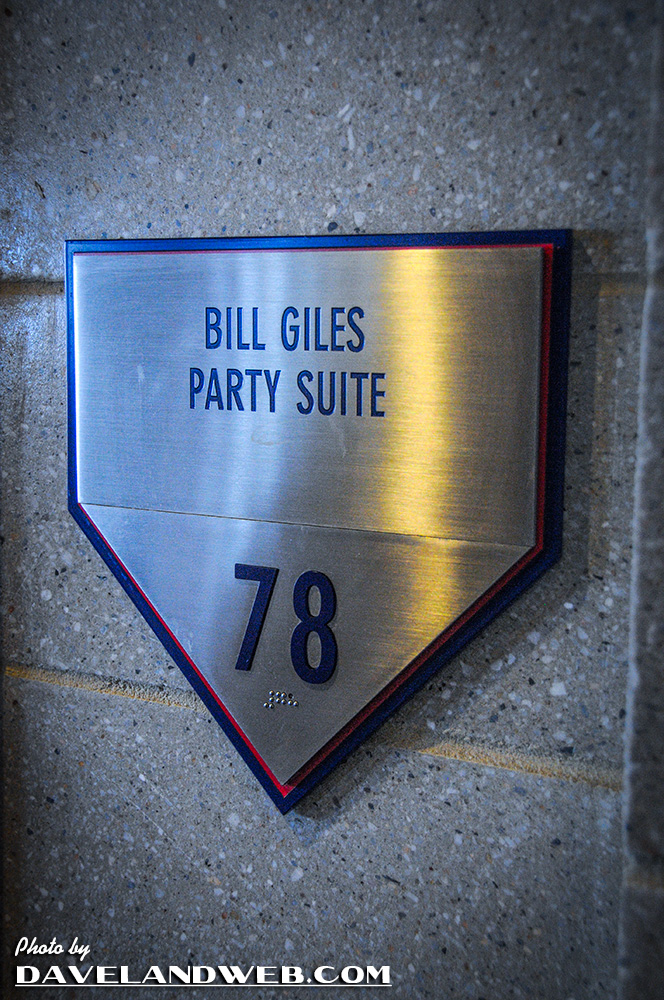 BILL GILES
PARTY SUITE
78
Photo by
DAVELANDWEB.COM